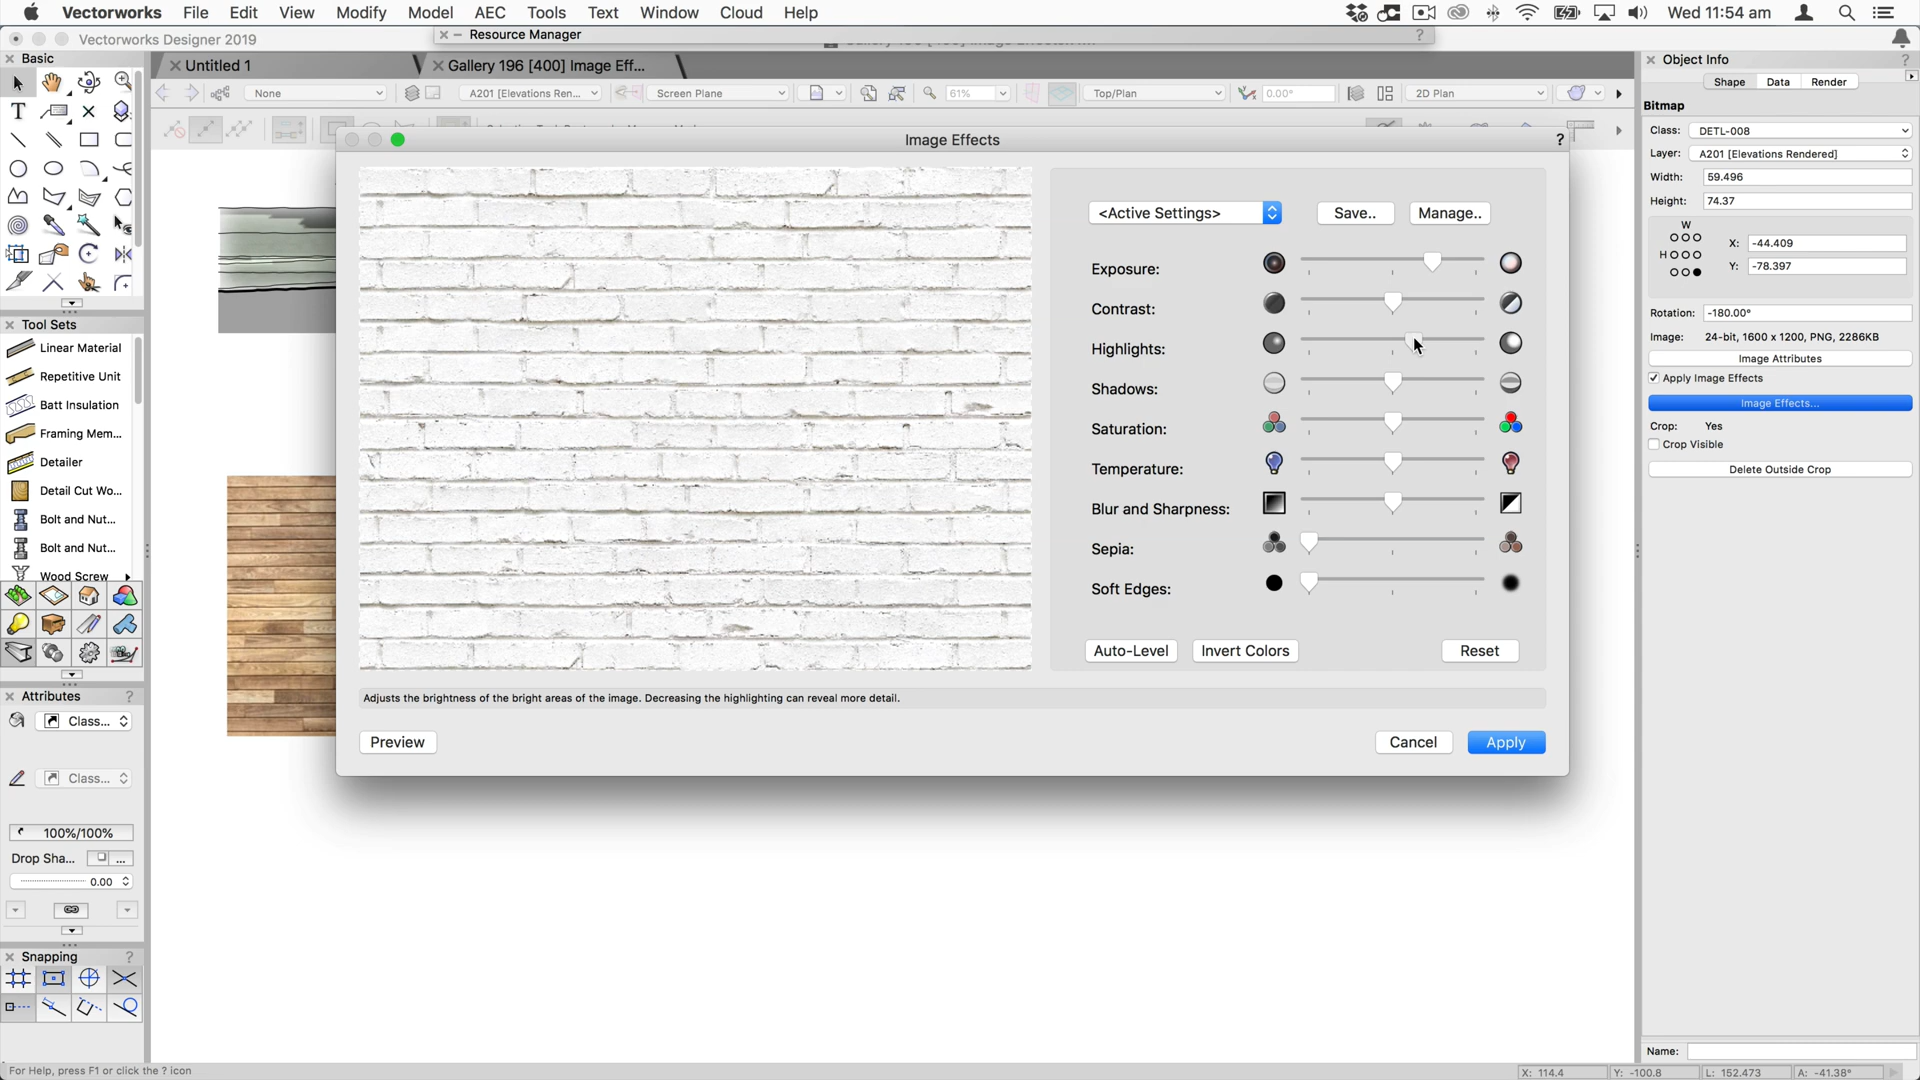 Vectorworks File Edit View Modify Model AEC Tools Text Window Cloud Help Wed 11:54 am
Vectorworks Designer 2019
Resource Manager ?
Basic
Untitled 1
Gallery 196 [400] Image Eff...
None
A201 [Elevations Ren...
Screen Plane
61%
Top/Plan
0.00°
2D Plan
Image Effects ?
<Active Settings>
Save..
Manage..
Exposure:
Contrast:
Highlights:
Shadows:
Saturation:
Temperature:
Blur and Sharpness:
Sepia:
Soft Edges:
Auto-Level
Invert Colors
Reset
Adjusts the brightness of the bright areas of the image. Decreasing the highlighting can reveal more detail.
Preview
Cancel
Apply
Tool Sets
Linear Material
Repetitive Unit
Batt Insulation
Framing Mem...
Detailer
Detail Cut Wo...
Bolt and Nut...
Bolt and Nut...
Wood Screw
Attributes ?
Class...
Class...
100%/100%
Drop Sha... ...
0.00
Snapping ?
Object Info ?
Shape Data Render
Bitmap
Class: DETL-008
Layer: A201 [Elevations Rendered]
Width: 59.496
Height: 74.37
W
H
X: -44.409
Y: -78.397
Rotation: -180.00°
Image: 24-bit, 1600 x 1200, PNG, 2286KB
Image Attributes
Apply Image Effects
Image Effects...
Crop: Yes
Crop Visible
Delete Outside Crop
Name:
For Help, press F1 or click the ? icon
X: 114.4 Y: -100.8 L: 152.473 A: -41.38°